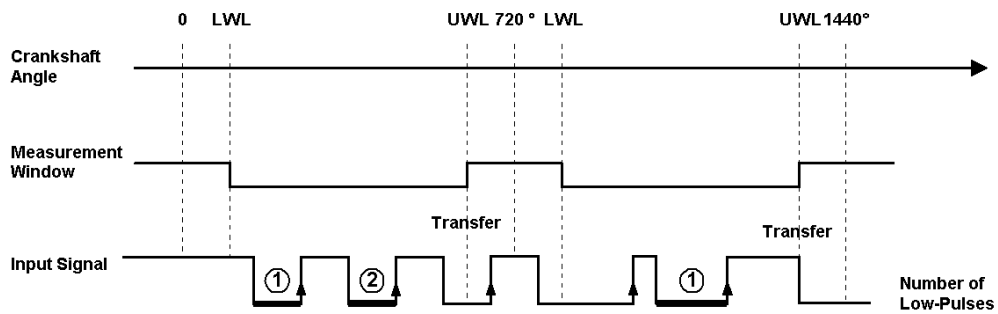 0 LWL UWL 720 ° LWL UWL 1440°
Crankshaft
Angle
Measurement
Window
Transfer
Transfer
Input Signal
1 2 1
Number of
Low-Pulses